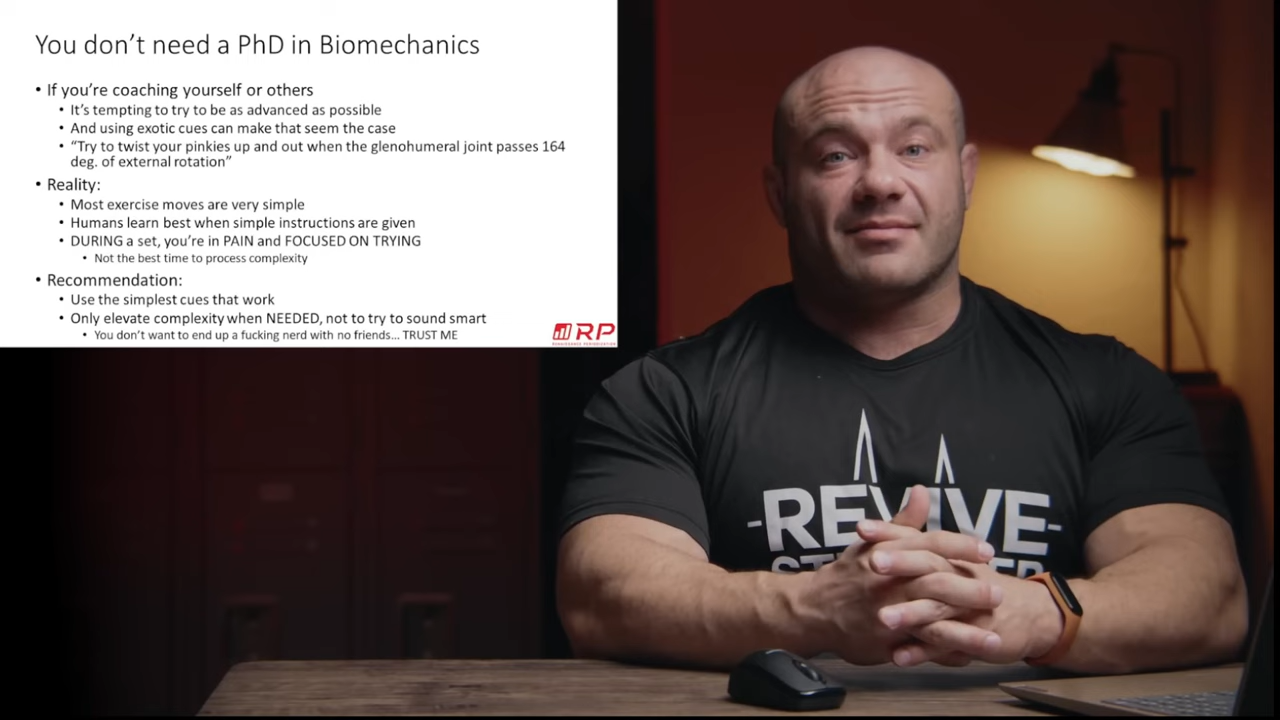 You don't need a PhD in Biomechanics
• If you're coaching yourself or others
• It's tempting to try to be as advanced as possible
• And using exotic cues can make that seem the case
• "Try to twist your pinkies up and out when the glenohumeral joint passes 164
deg. of external rotation"
• Reality:
• Most exercise moves are very simple
• Humans learn best when simple instructions are given
• DURING a set, you're in PAIN and FOCUSED ON TRYING
• Not the best time to process complexity
• Recommendation:
• Use the simplest cues that work
• Only elevate complexity when NEEDED, not to try to sound smart
• You don't want to end up a fucking nerd with no friends... TRUST ME
RP
RENAISSANCE PERIODIZATION
-REVIVE-